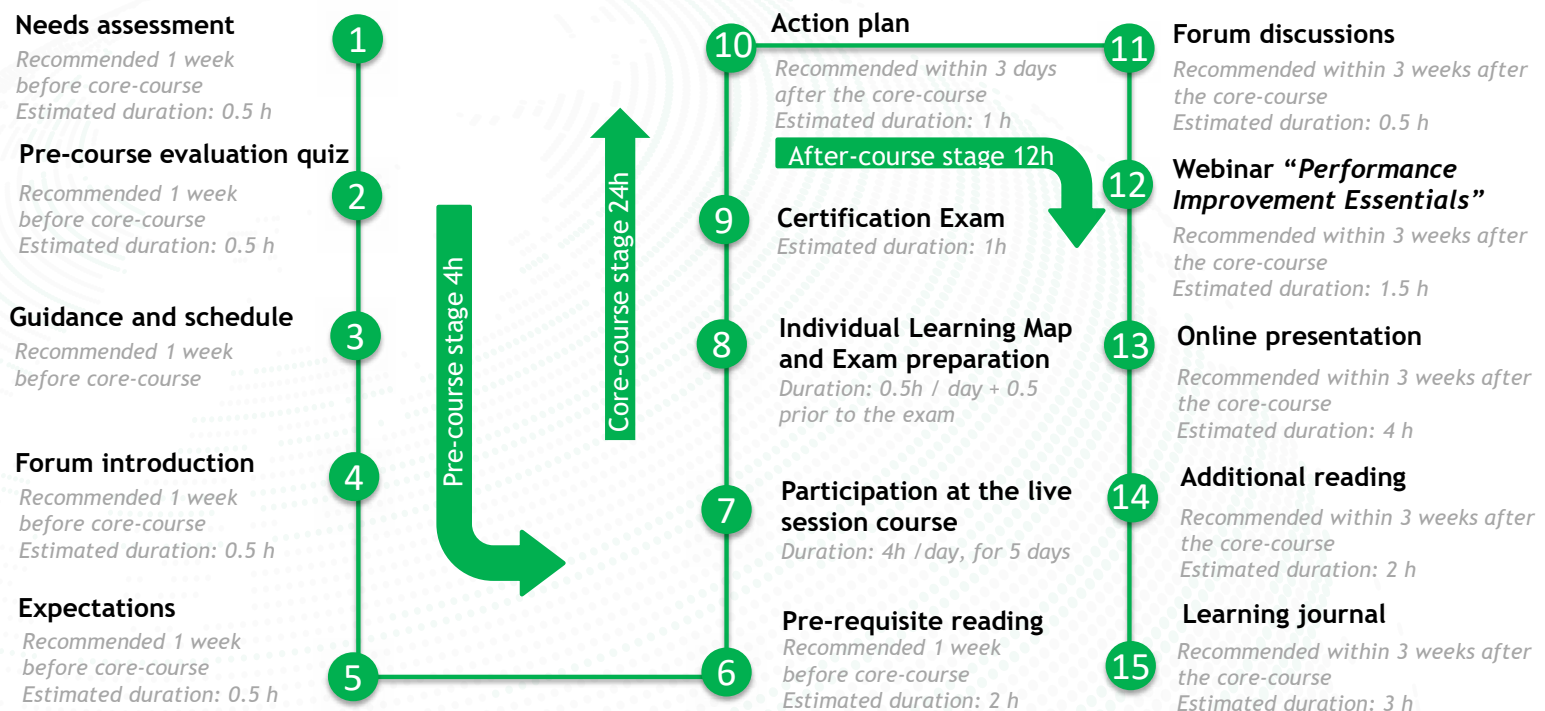 Needs assessment
Recommended 1 week
before core-course
Estimated duration: 0.5 h
1
Pre-course evaluation quiz
Recommended 1 week
before core-course
Estimated duration: 0.5 h
2
Guidance and schedule
Recommended 1 week
before core-course
3
Forum introduction
Recommended 1 week
before core-course
Estimated duration: 0.5 h
4
Expectations
Recommended 1 week
before core-course
Estimated duration: 0.5 h
5
Pre-course stage 4h
Core-course stage 24h
6
Pre-requisite reading
Recommended 1 week
before core-course
Estimated duration: 2 h
7
Participation at the live
session course
Duration: 4h /day, for 5 days
8
Individual Learning Map
and Exam preparation
Duration: 0.5h / day + 0.5
prior to the exam
9
Certification Exam
Estimated duration: 1h
10
Action plan
Recommended within 3 days
after the core-course
Estimated duration: 1 h
After-course stage 12h
11
Forum discussions
Recommended within 3 weeks after
the core-course
Estimated duration: 0.5 h
12
Webinar “Performance
Improvement Essentials”
Recommended within 3 weeks after
the core-course
Estimated duration: 1.5 h
13
Online presentation
Recommended within 3 weeks after
the core-course
Estimated duration: 4 h
14
Additional reading
Recommended within 3 weeks after
the core-course
Estimated duration: 2 h
15
Learning journal
Recommended within 3 weeks after
the core-course
Estimated duration: 3 h